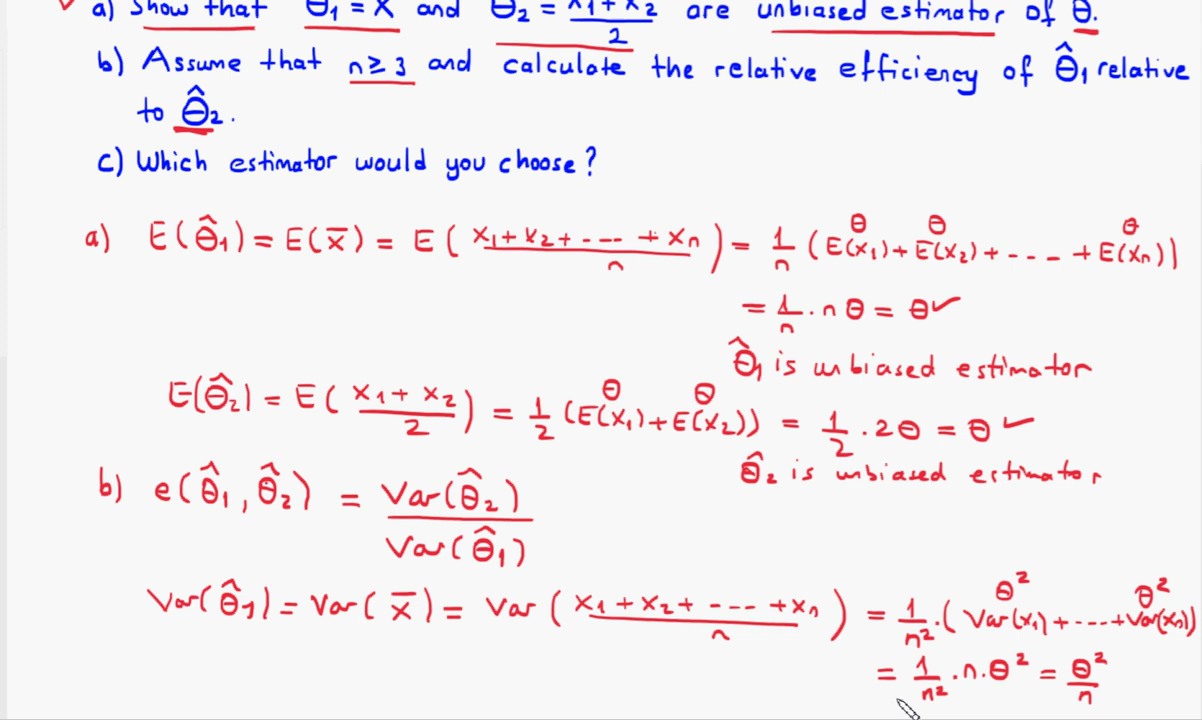 a) Show that θ̂1 = x̄ and θ̂2 = x1+x2/2 are unbiased estimator of θ.
b) Assume that n≥3 and calculate the relative efficiency of θ̂1 relative
to θ̂2.
c) Which estimator would you choose?
a) E(θ̂1) = E(x̄) = E(x1+x2+----+xn/n) = 1/n (E(x1)+E(x2)+----+E(xn))
θ θ θ
= 1/n . nθ = θ✓
θ̂1 is unbiased estimator
E(θ̂2) = E(x1+x2/2) = 1/2 (E(x1)+E(x2)) = 1/2 .2θ = θ✓
θ θ
θ̂2 is unbiased estimator
b) e(θ̂1, θ̂2) = Var(θ̂2)/Var(θ̂1)
Var(θ̂1) = Var(x̄) = Var(x1+x2+----+xn/n) = 1/n².(Var(x1)+----+Var(xn))
θ² θ²
= 1/n² .n.θ² = θ²/n